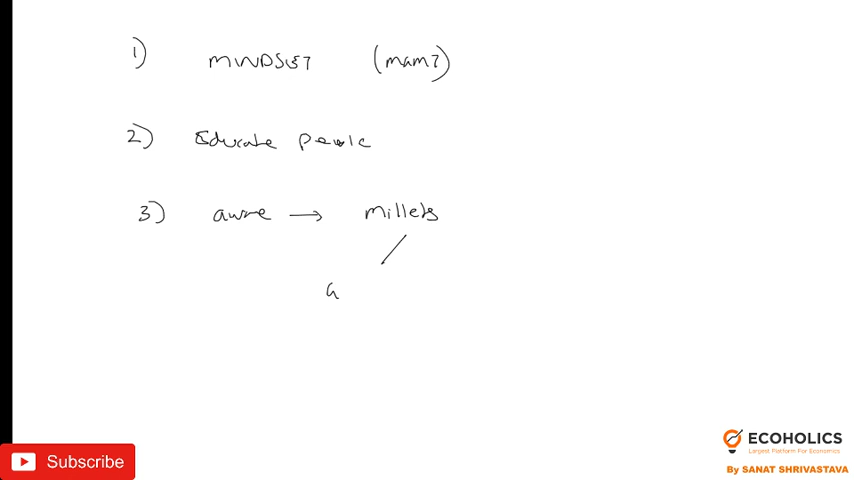 1) MINDSET (mam?)
2) Educate people
3) aware → millets
a
Subscribe
ECOHOLICS
Largest Platform For Economics
By SANAT SHRIVASTAVA